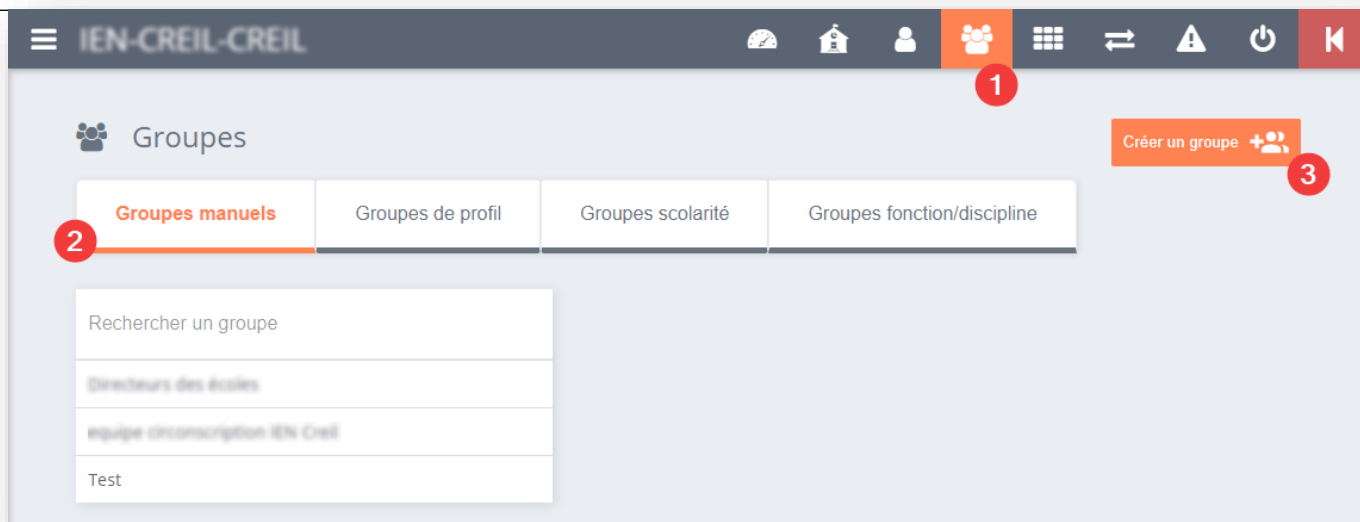 IEN-CREIL-CREIL
1
Groupes
Créer un groupe
3
Groupes manuels Groupes de profil Groupes scolarité Groupes fonction/discipline
2
Rechercher un groupe
Directeurs des écoles
equipe circonscription IEN Creil
Test